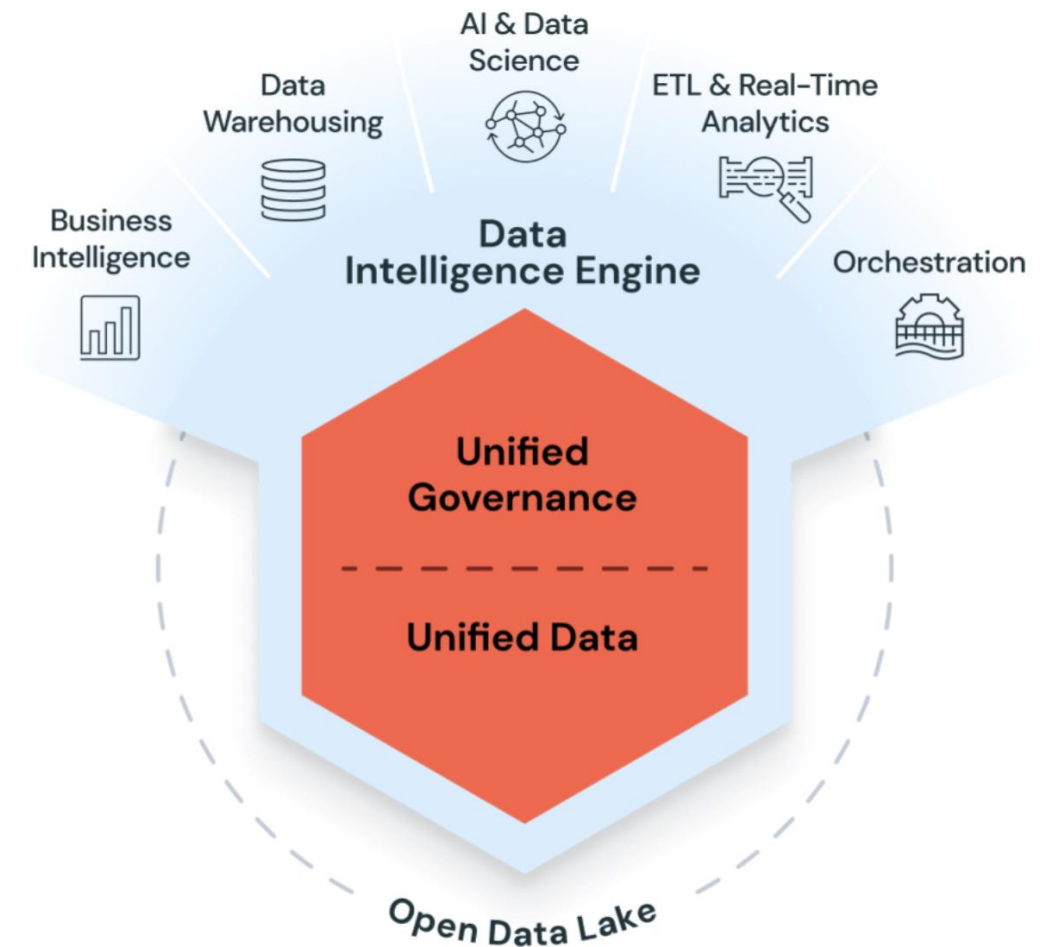 AI & Data
Science
Data
Warehousing
ETL & Real-Time
Analytics
Business
Intelligence
Orchestration
Data
Intelligence Engine
Unified
Governance
Unified Data
Open Data Lake